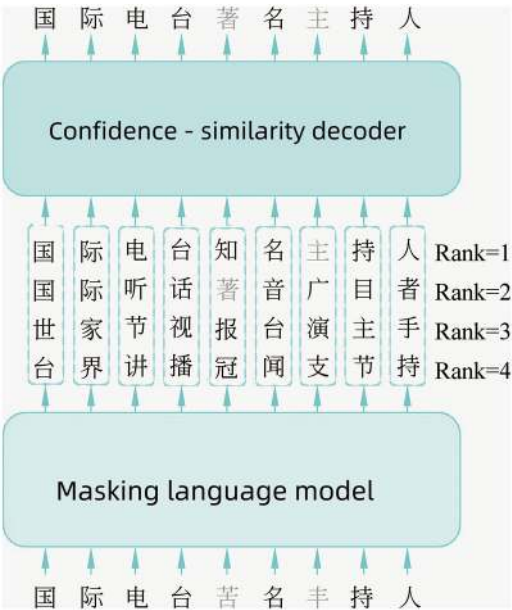 国 际 电 台 著 名 主 持 人
Confidence - similarity decoder
国 际 电 台 知 名 主 持 人 Rank=1
国 际 听 话 著 音 广 目 者 Rank=2
世 家 节 视 报 台 演 主 手 Rank=3
台 界 讲 播 冠 闻 支 节 持 Rank=4
Masking language model
国 际 电 台 苦 名 丰 持 人